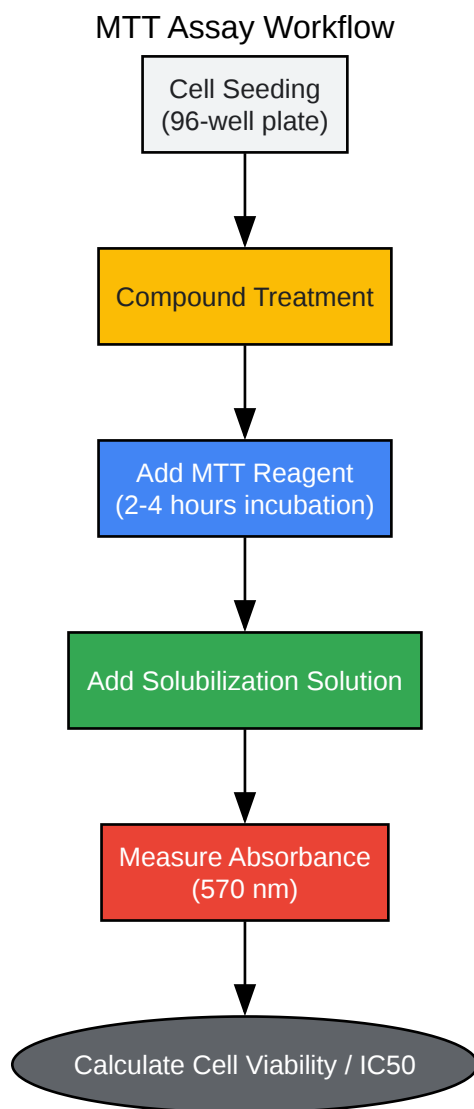 MTT Assay Workflow
Cell Seeding
(96-well plate)
Compound Treatment
Add MTT Reagent
(2-4 hours incubation)
Add Solubilization Solution
Measure Absorbance
(570 nm)
Calculate Cell Viability / IC50